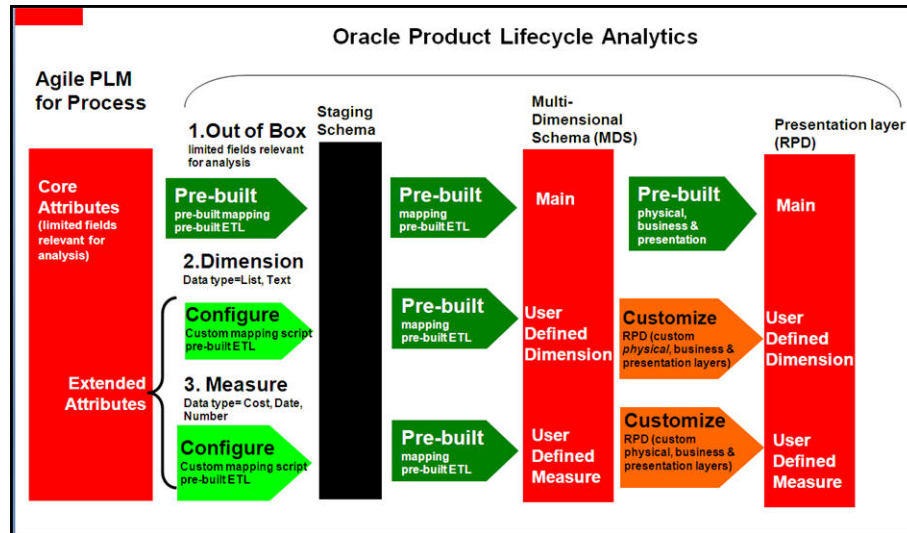 Oracle Product Lifecycle Analytics
Agile PLM
for Process
Staging
Schema
Multi-
Dimensional
Schema (MDS)
Presentation layer
(RPD)
1.Out of Box
limited fields relevant
for analysis
Core
Attributes
(limited fields
relevant for
analysis)
Pre-built
pre-built mapping
pre-built ETL
Pre-built
mapping
pre-built ETL
Main
Pre-built
physical,
business &
presentation
Main
2.Dimension
Data type=List, Text
Configure
Custom mapping script
pre-built ETL
Pre-built
mapping
pre-built ETL
User
Defined
Dimension
Customize
RPD (custom
physical, business &
presentation layers)
User
Defined
Dimension
Extended
Attributes
3. Measure
Data type= Cost, Date,
Number
Configure
Custom mapping script
pre-built ETL
Pre-built
mapping
pre-built ETL
User
Defined
Measure
Customize
RPD (custom
physical, business &
presentation layers)
User
Defined
Measure